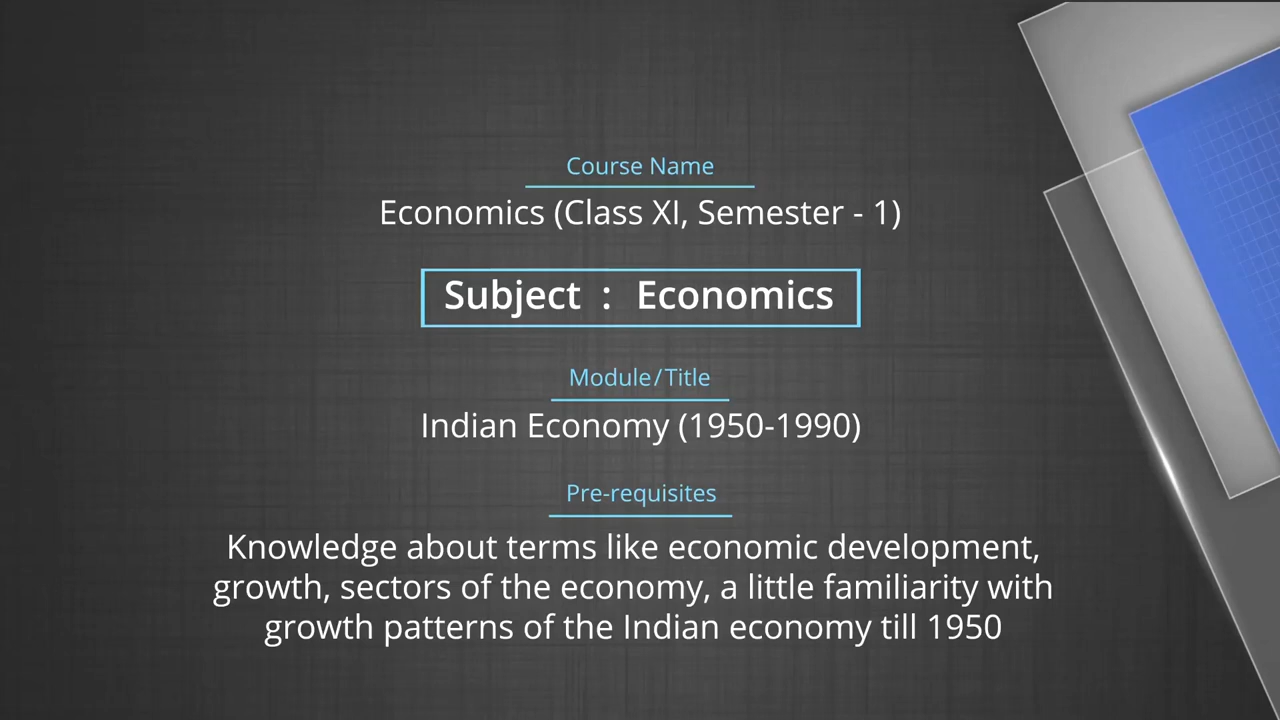 Course Name
Economics (Class XI, Semester - 1)
Subject : Economics
Module/Title
Indian Economy (1950-1990)
Pre-requisites
Knowledge about terms like economic development,
growth, sectors of the economy, a little familiarity with
growth patterns of the Indian economy till 1950